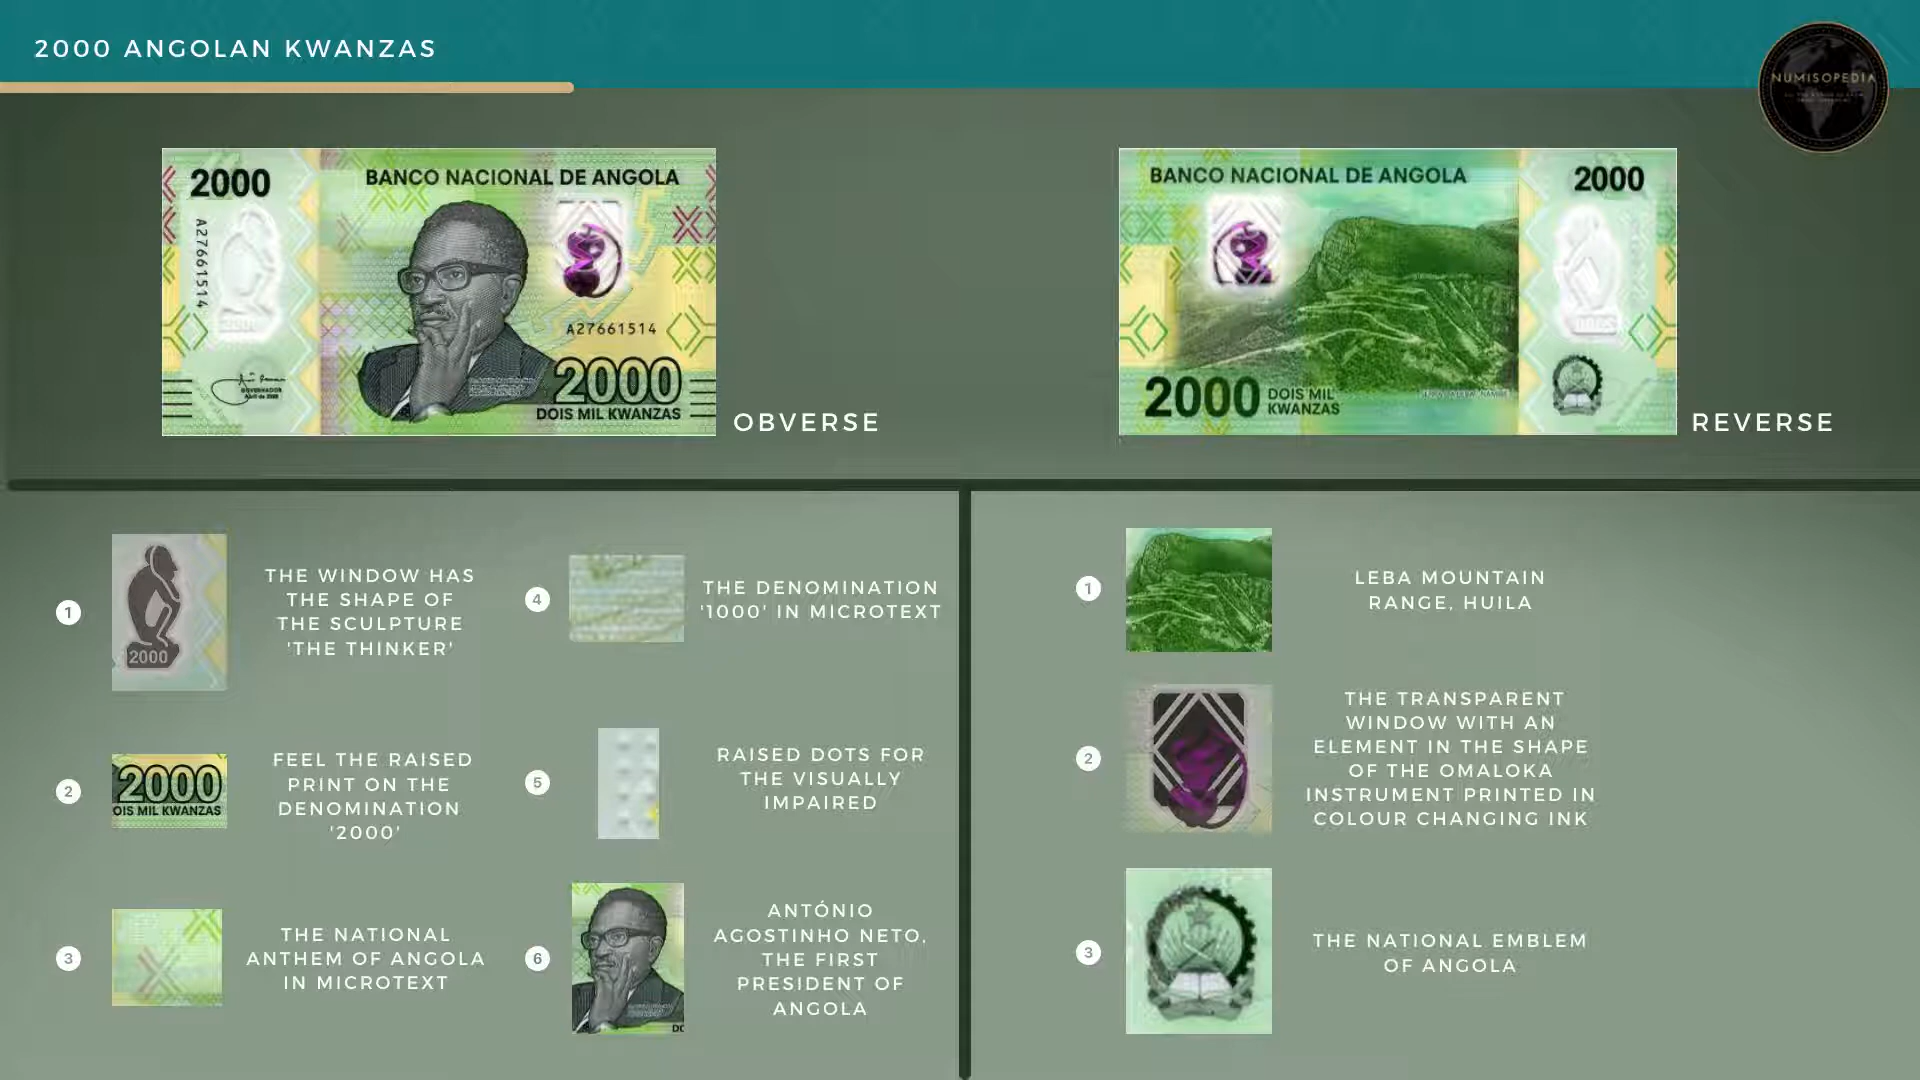 2000 ANGOLAN KWANZAS
NUMISOPEDIA
2000
BANCO NACIONAL DE ANGOLA
A27661514
A27661514
GOVERNADOR
2000
DOIS MIL KWANZAS
OBVERSE
BANCO NACIONAL DE ANGOLA
2000
2000
DOIS MIL
KWANZAS
REVERSE
1
2000
THE WINDOW HAS
THE SHAPE OF
THE SCULPTURE
'THE THINKER'
2
2000
OIS MIL KWANZAS
FEEL THE RAISED
PRINT ON THE
DENOMINATION
'2000'
3
THE NATIONAL
ANTHEM OF ANGOLA
IN MICROTEXT
4
THE DENOMINATION
'1000' IN MICROTEXT
5
RAISED DOTS FOR
THE VISUALLY
IMPAIRED
6
DO
ANTÓNIO
AGOSTINHO NETO,
THE FIRST
PRESIDENT OF
ANGOLA
1
LEBA MOUNTAIN
RANGE, HUILA
2
THE TRANSPARENT
WINDOW WITH AN
ELEMENT IN THE SHAPE
OF THE OMALOKA
INSTRUMENT PRINTED IN
COLOUR CHANGING INK
3
THE NATIONAL EMBLEM
OF ANGOLA